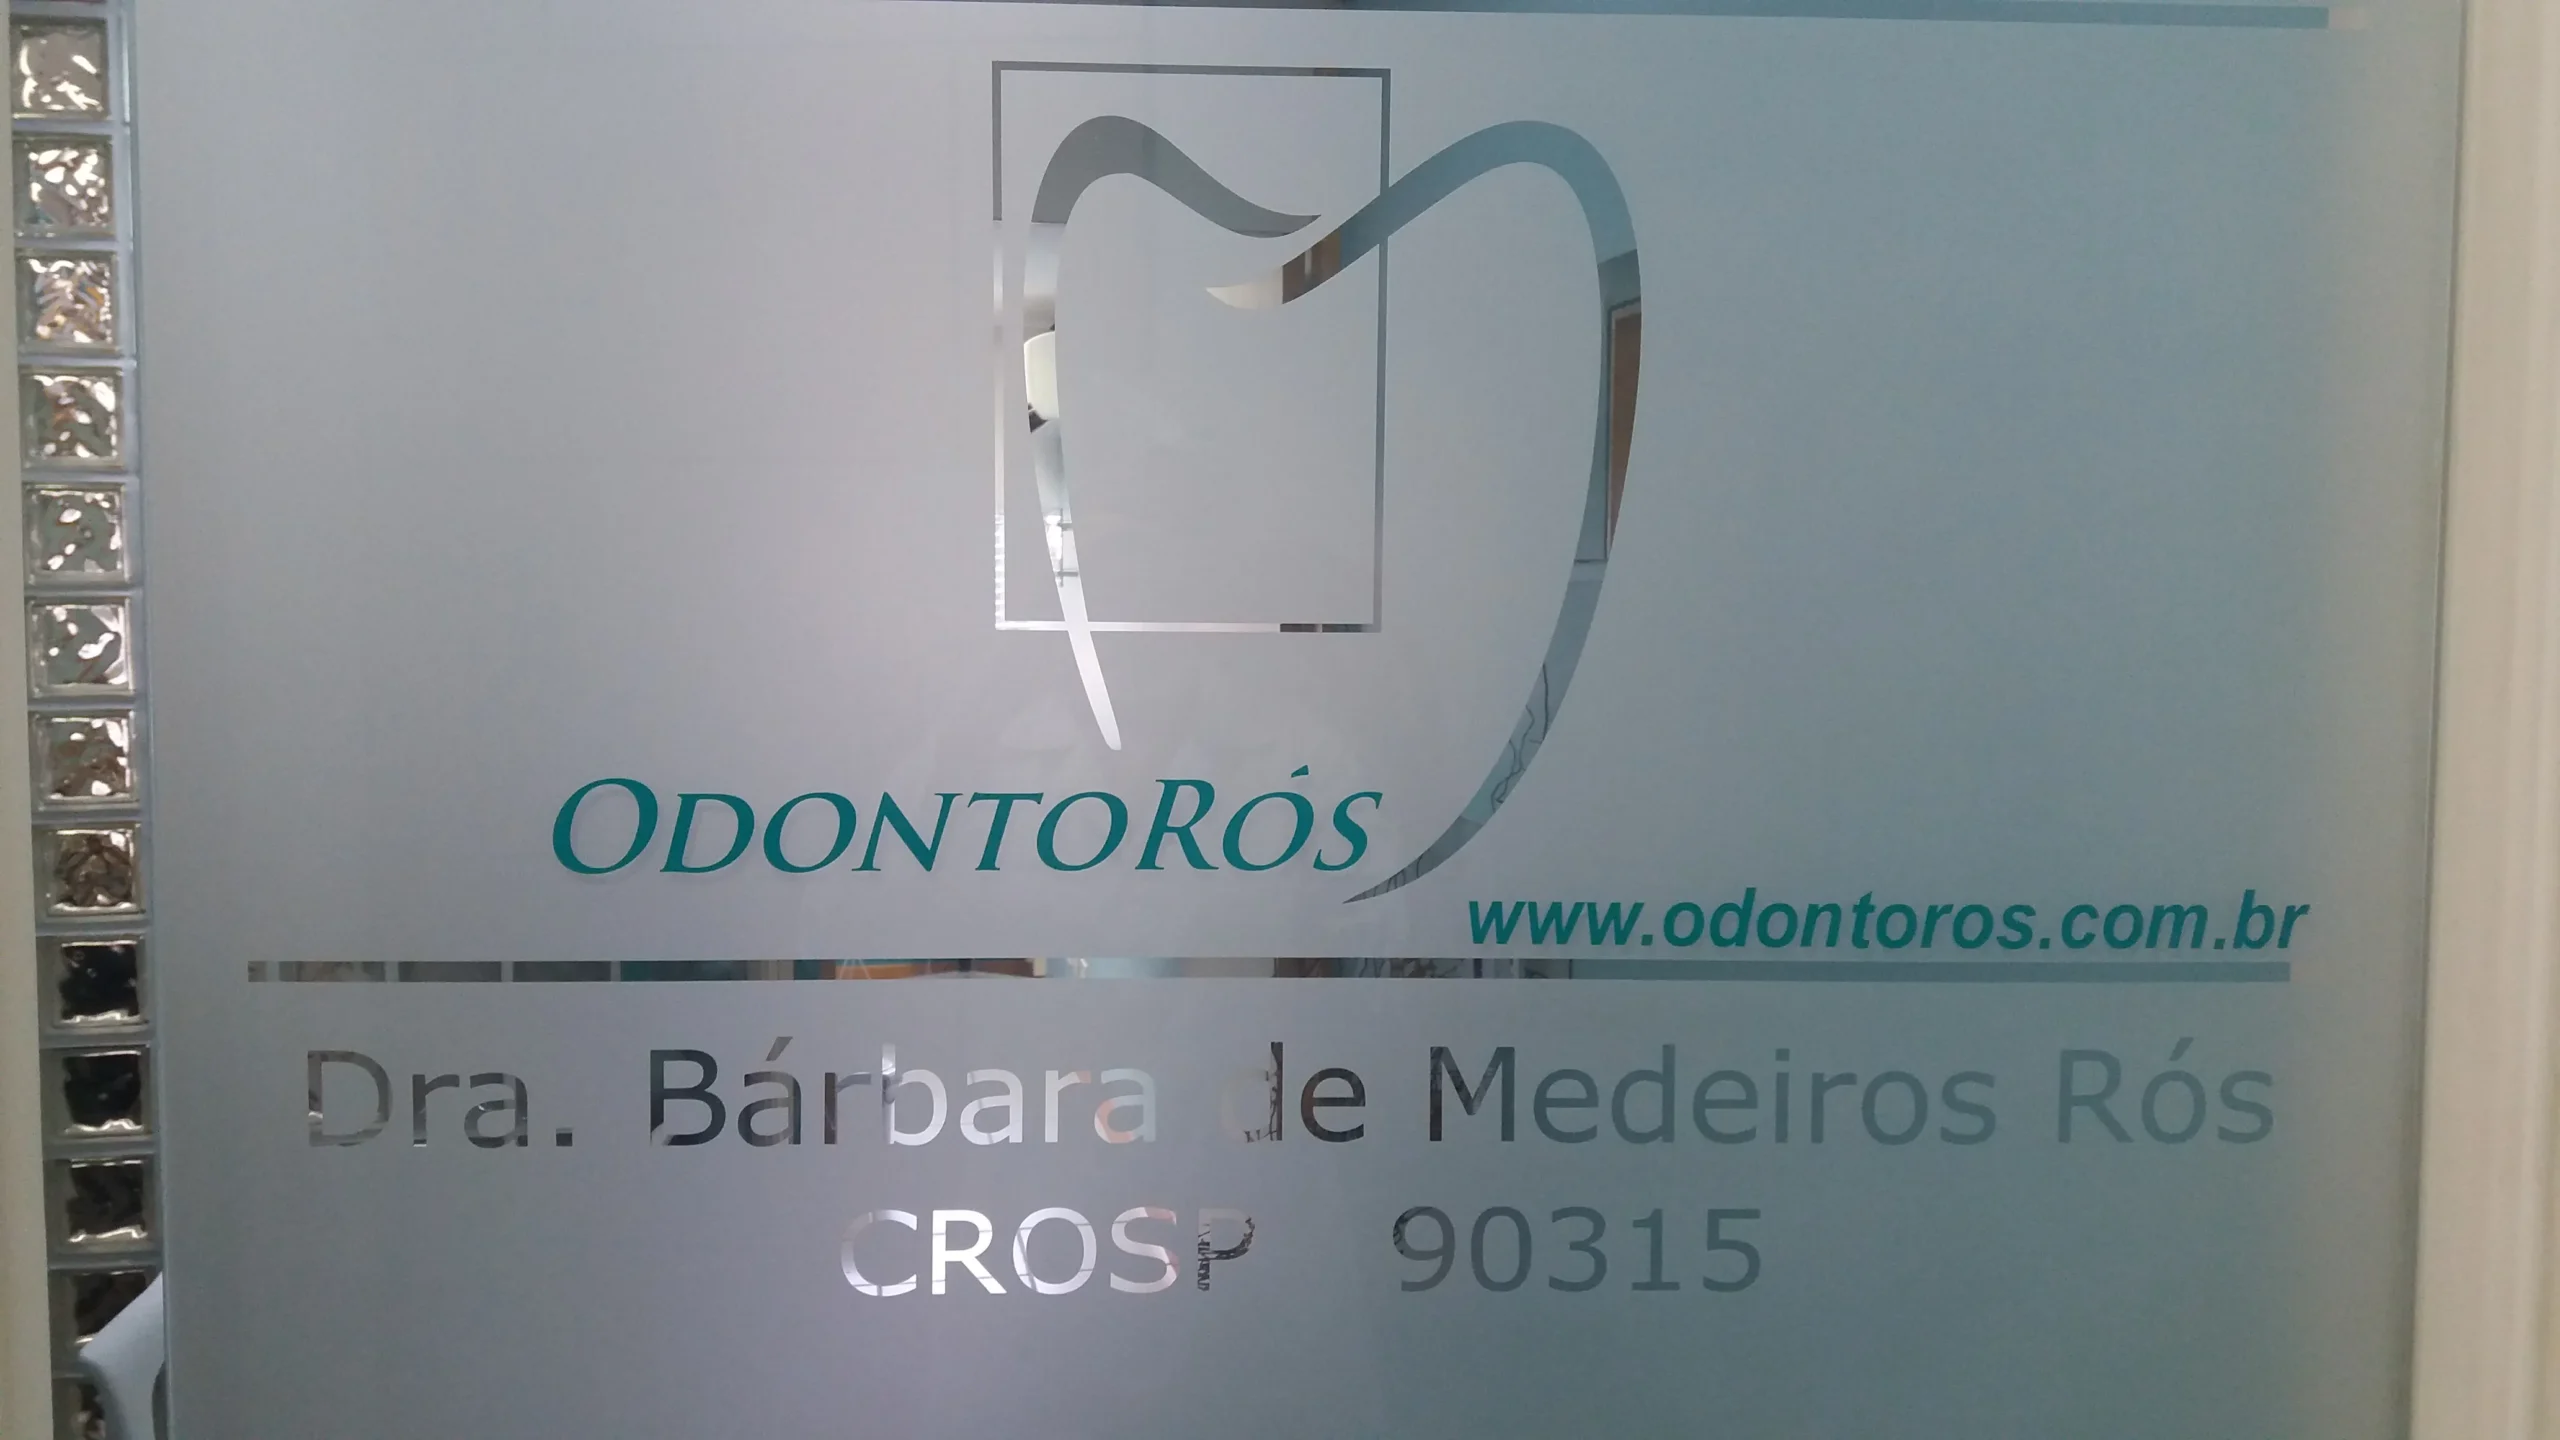 OdontoRós
www.odontoros.com.br
Dra. Bárbara de Medeiros Rós
CROSP 90315